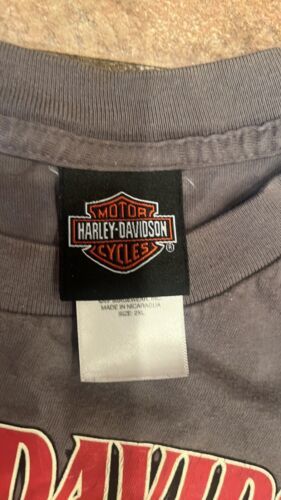 MOTOR
HARLEY-DAVIDSON
CYCLES
®
MADE IN NICARAGUA
SIZE: 2XL
DAVID